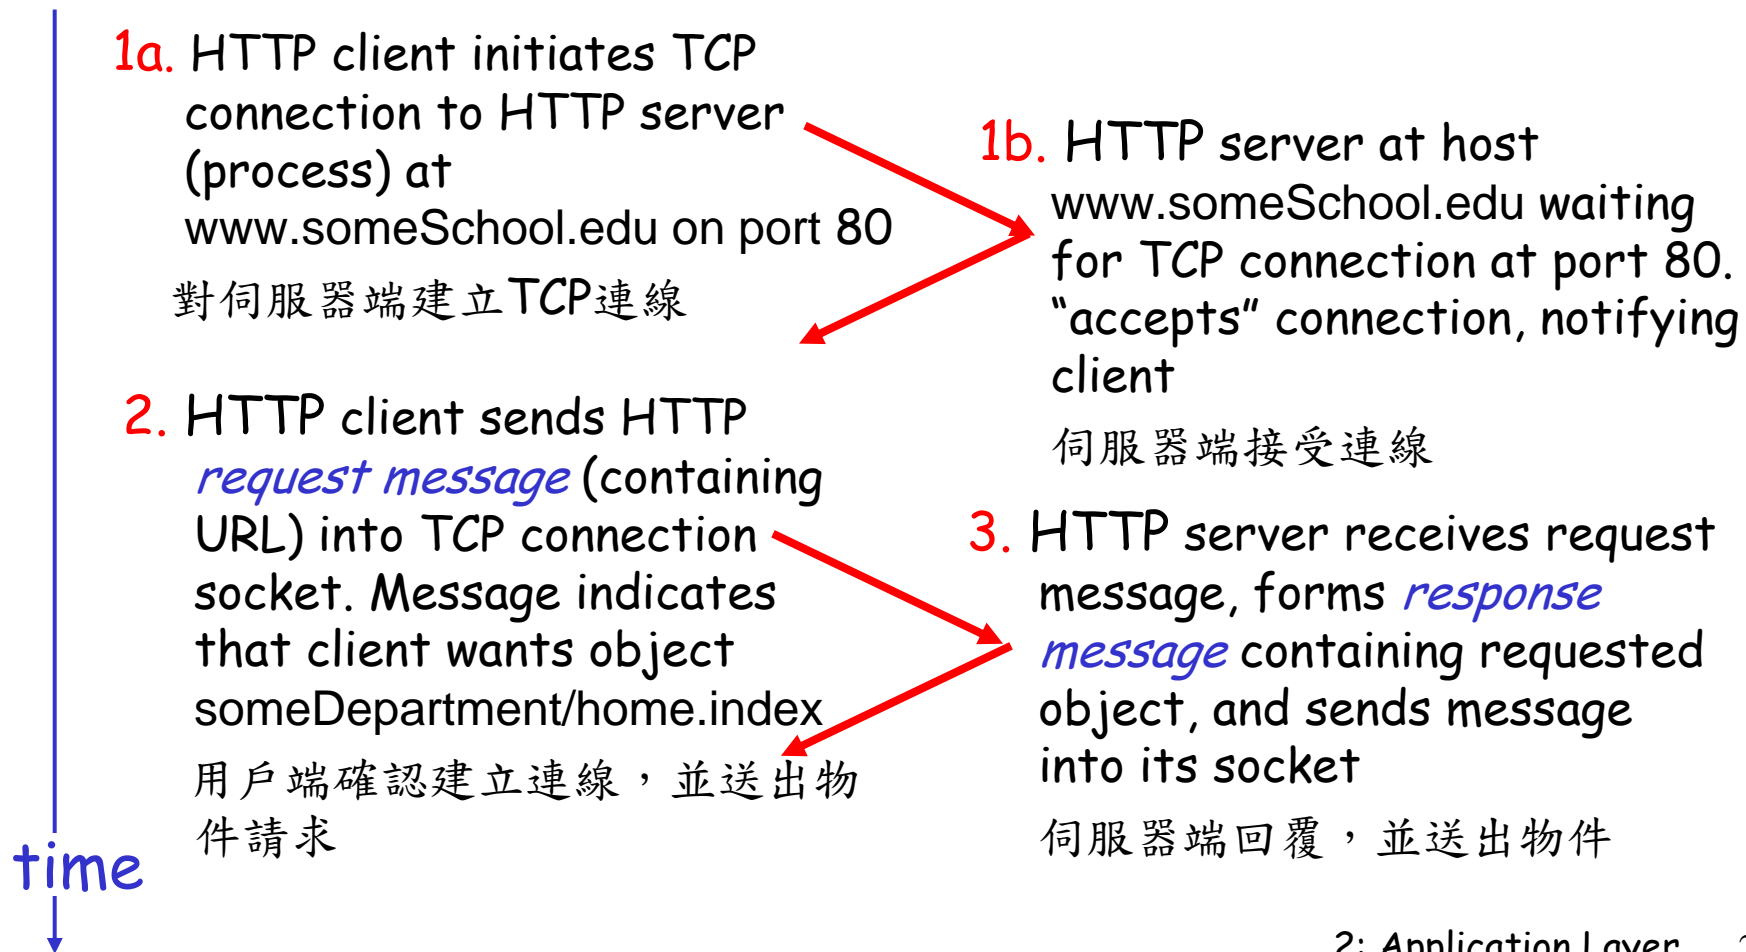 1a. HTTP client initiates TCP
connection to HTTP server
(process) at
www.someSchool.edu on port 80
對伺服器端建立TCP連線
1b. HTTP server at host
www.someSchool.edu waiting
for TCP connection at port 80.
“accepts” connection, notifying
client
伺服器端接受連線
2. HTTP client sends HTTP
request message (containing
URL) into TCP connection
socket. Message indicates
that client wants object
someDepartment/home.index
用戶端確認建立連線，並送出物
件請求
3. HTTP server receives request
message, forms response
message containing requested
object, and sends message
into its socket
伺服器端回覆，並送出物件
time
2: Application Layer